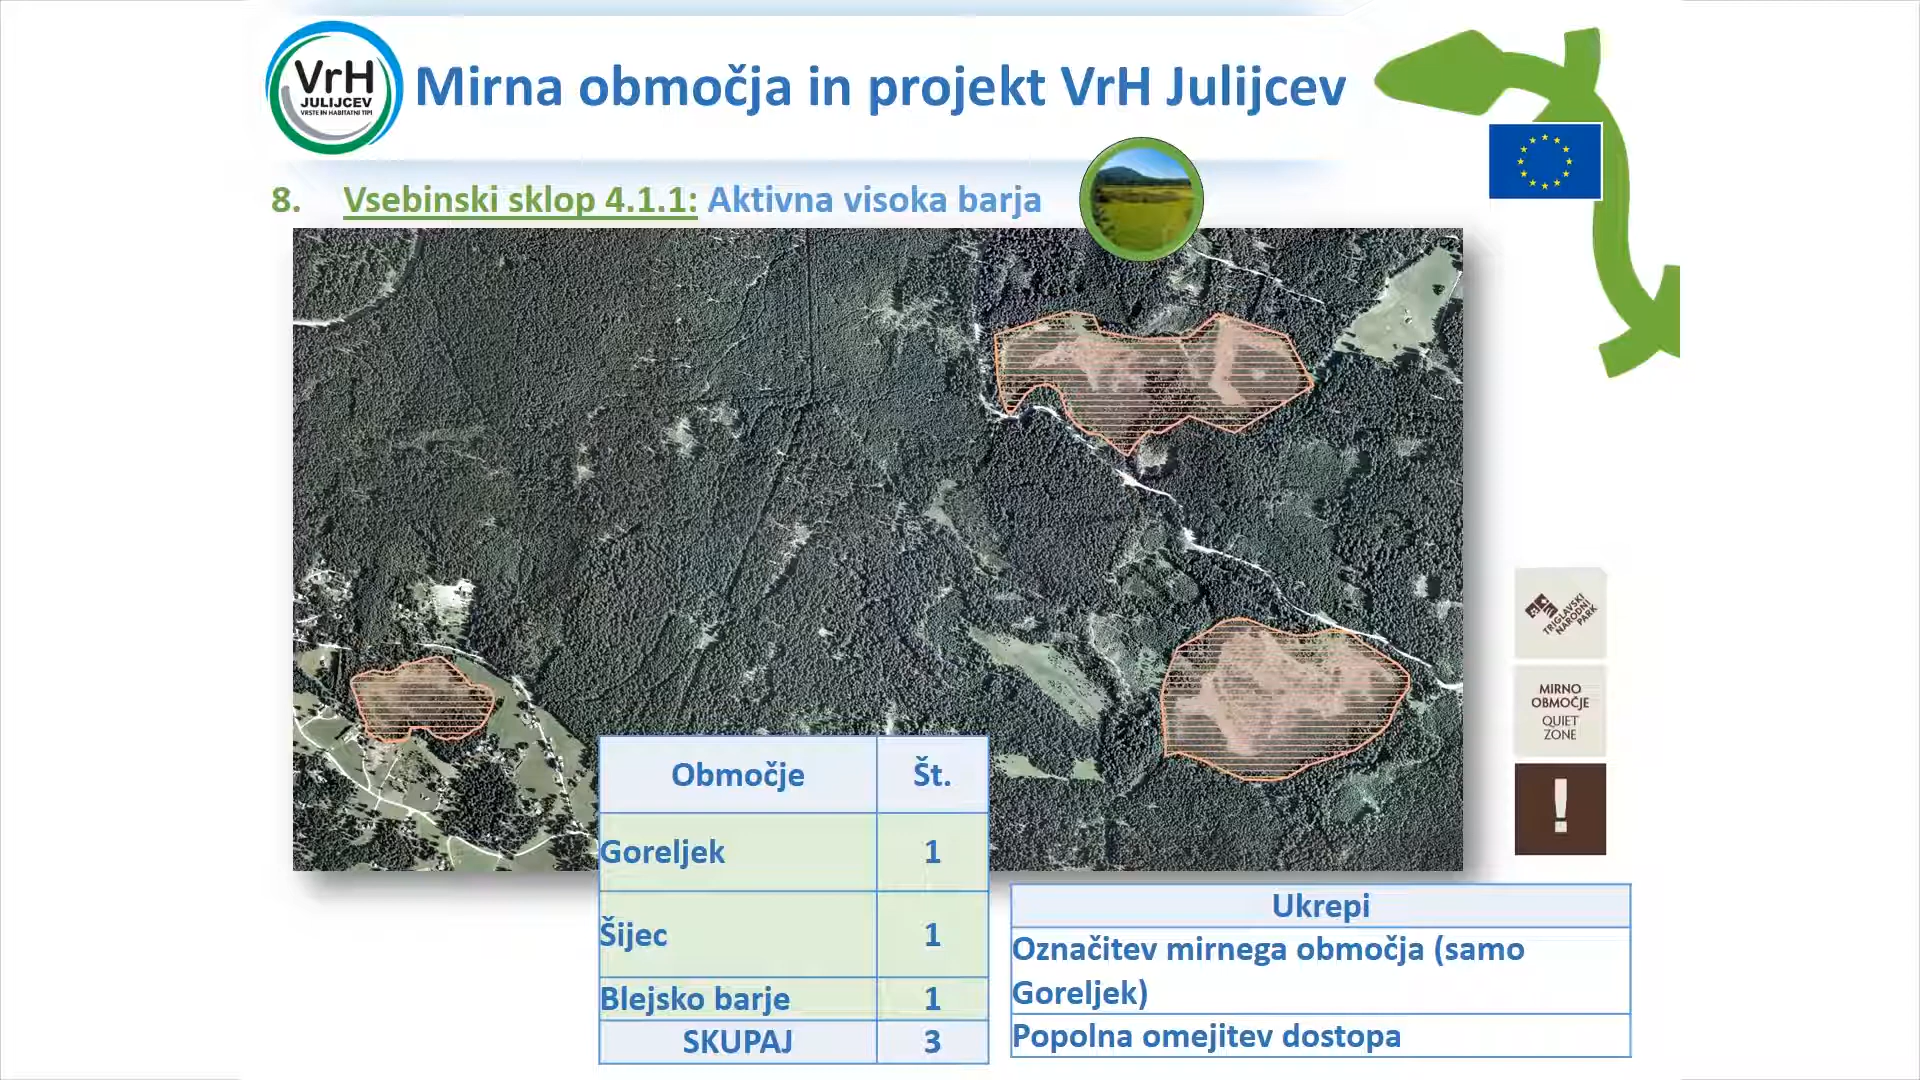 VrH
JULIJCEV
VRSTE IN HABITATNI TIPI
Mirna območja in projekt VrH Julijcev
8. Vsebinski sklop 4.1.1: Aktivna visoka barja
TRIGLAVSKI
NARODNI
PARK
MIRNO
OBMOČJE
QUIET
ZONE
!
Območje Št.
Goreljek 1
Šijec 1
Blejsko barje 1
SKUPAJ 3
Ukrepi
Označitev mirnega območja (samo
Goreljek)
Popolna omejitev dostopa